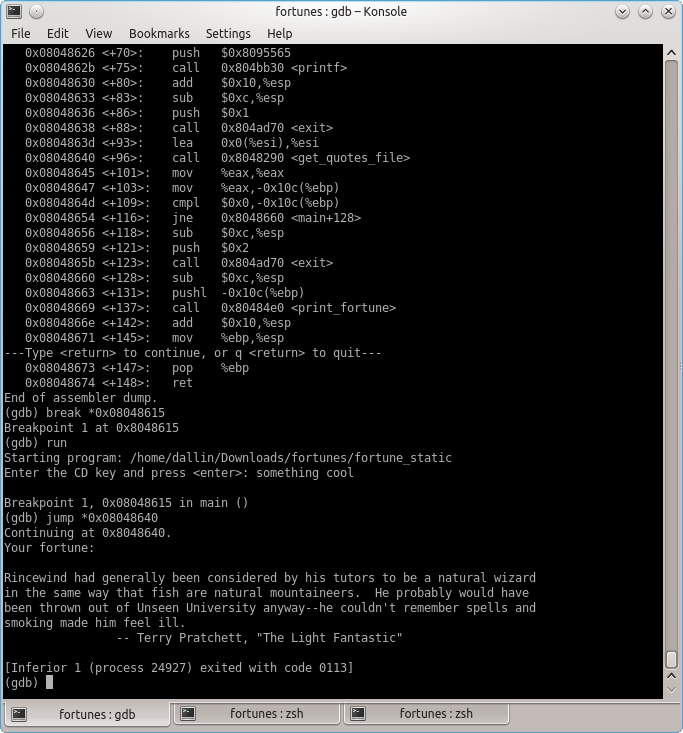 fortunes : gdb – Konsole
File Edit View Bookmarks Settings Help
0x08048626 <+70>: push $0x8095565
0x0804862b <+75>: call 0x804bb30 <printf>
0x08048630 <+80>: add $0x10,%esp
0x08048633 <+83>: sub $0xc,%esp
0x08048636 <+86>: push $0x1
0x08048638 <+88>: call 0x804ad70 <exit>
0x0804863d <+93>: lea 0x0(%esi),%esi
0x08048640 <+96>: call 0x8048290 <get_quotes_file>
0x08048645 <+101>: mov %eax,%eax
0x08048647 <+103>: mov %eax,-0x10c(%ebp)
0x0804864d <+109>: cmpl $0x0,-0x10c(%ebp)
0x08048654 <+116>: jne 0x8048660 <main+128>
0x08048656 <+118>: sub $0xc,%esp
0x08048659 <+121>: push $0x2
0x0804865b <+123>: call 0x804ad70 <exit>
0x08048660 <+128>: sub $0xc,%esp
0x08048663 <+131>: pushl -0x10c(%ebp)
0x08048669 <+137>: call 0x80484e0 <print_fortune>
0x0804866e <+142>: add $0x10,%esp
0x08048671 <+145>: mov %ebp,%esp
---Type <return> to continue, or q <return> to quit---
0x08048673 <+147>: pop %ebp
0x08048674 <+148>: ret
End of assembler dump.
(gdb) break *0x08048615
Breakpoint 1 at 0x8048615
(gdb) run
Starting program: /home/dallin/Downloads/fortunes/fortune_static
Enter the CD key and press <enter>: something cool
Breakpoint 1, 0x08048615 in main ()
(gdb) jump *0x08048640
Continuing at 0x8048640.
Your fortune:
Rincewind had generally been considered by his tutors to be a natural wizard
in the same way that fish are natural mountaineers. He probably would have
been thrown out of Unseen University anyway--he couldn't remember spells and
smoking made him feel ill.
-- Terry Pratchett, "The Light Fantastic"
[Inferior 1 (process 24927) exited with code 0113]
(gdb)
fortunes : gdb fortunes : zsh fortunes : zsh